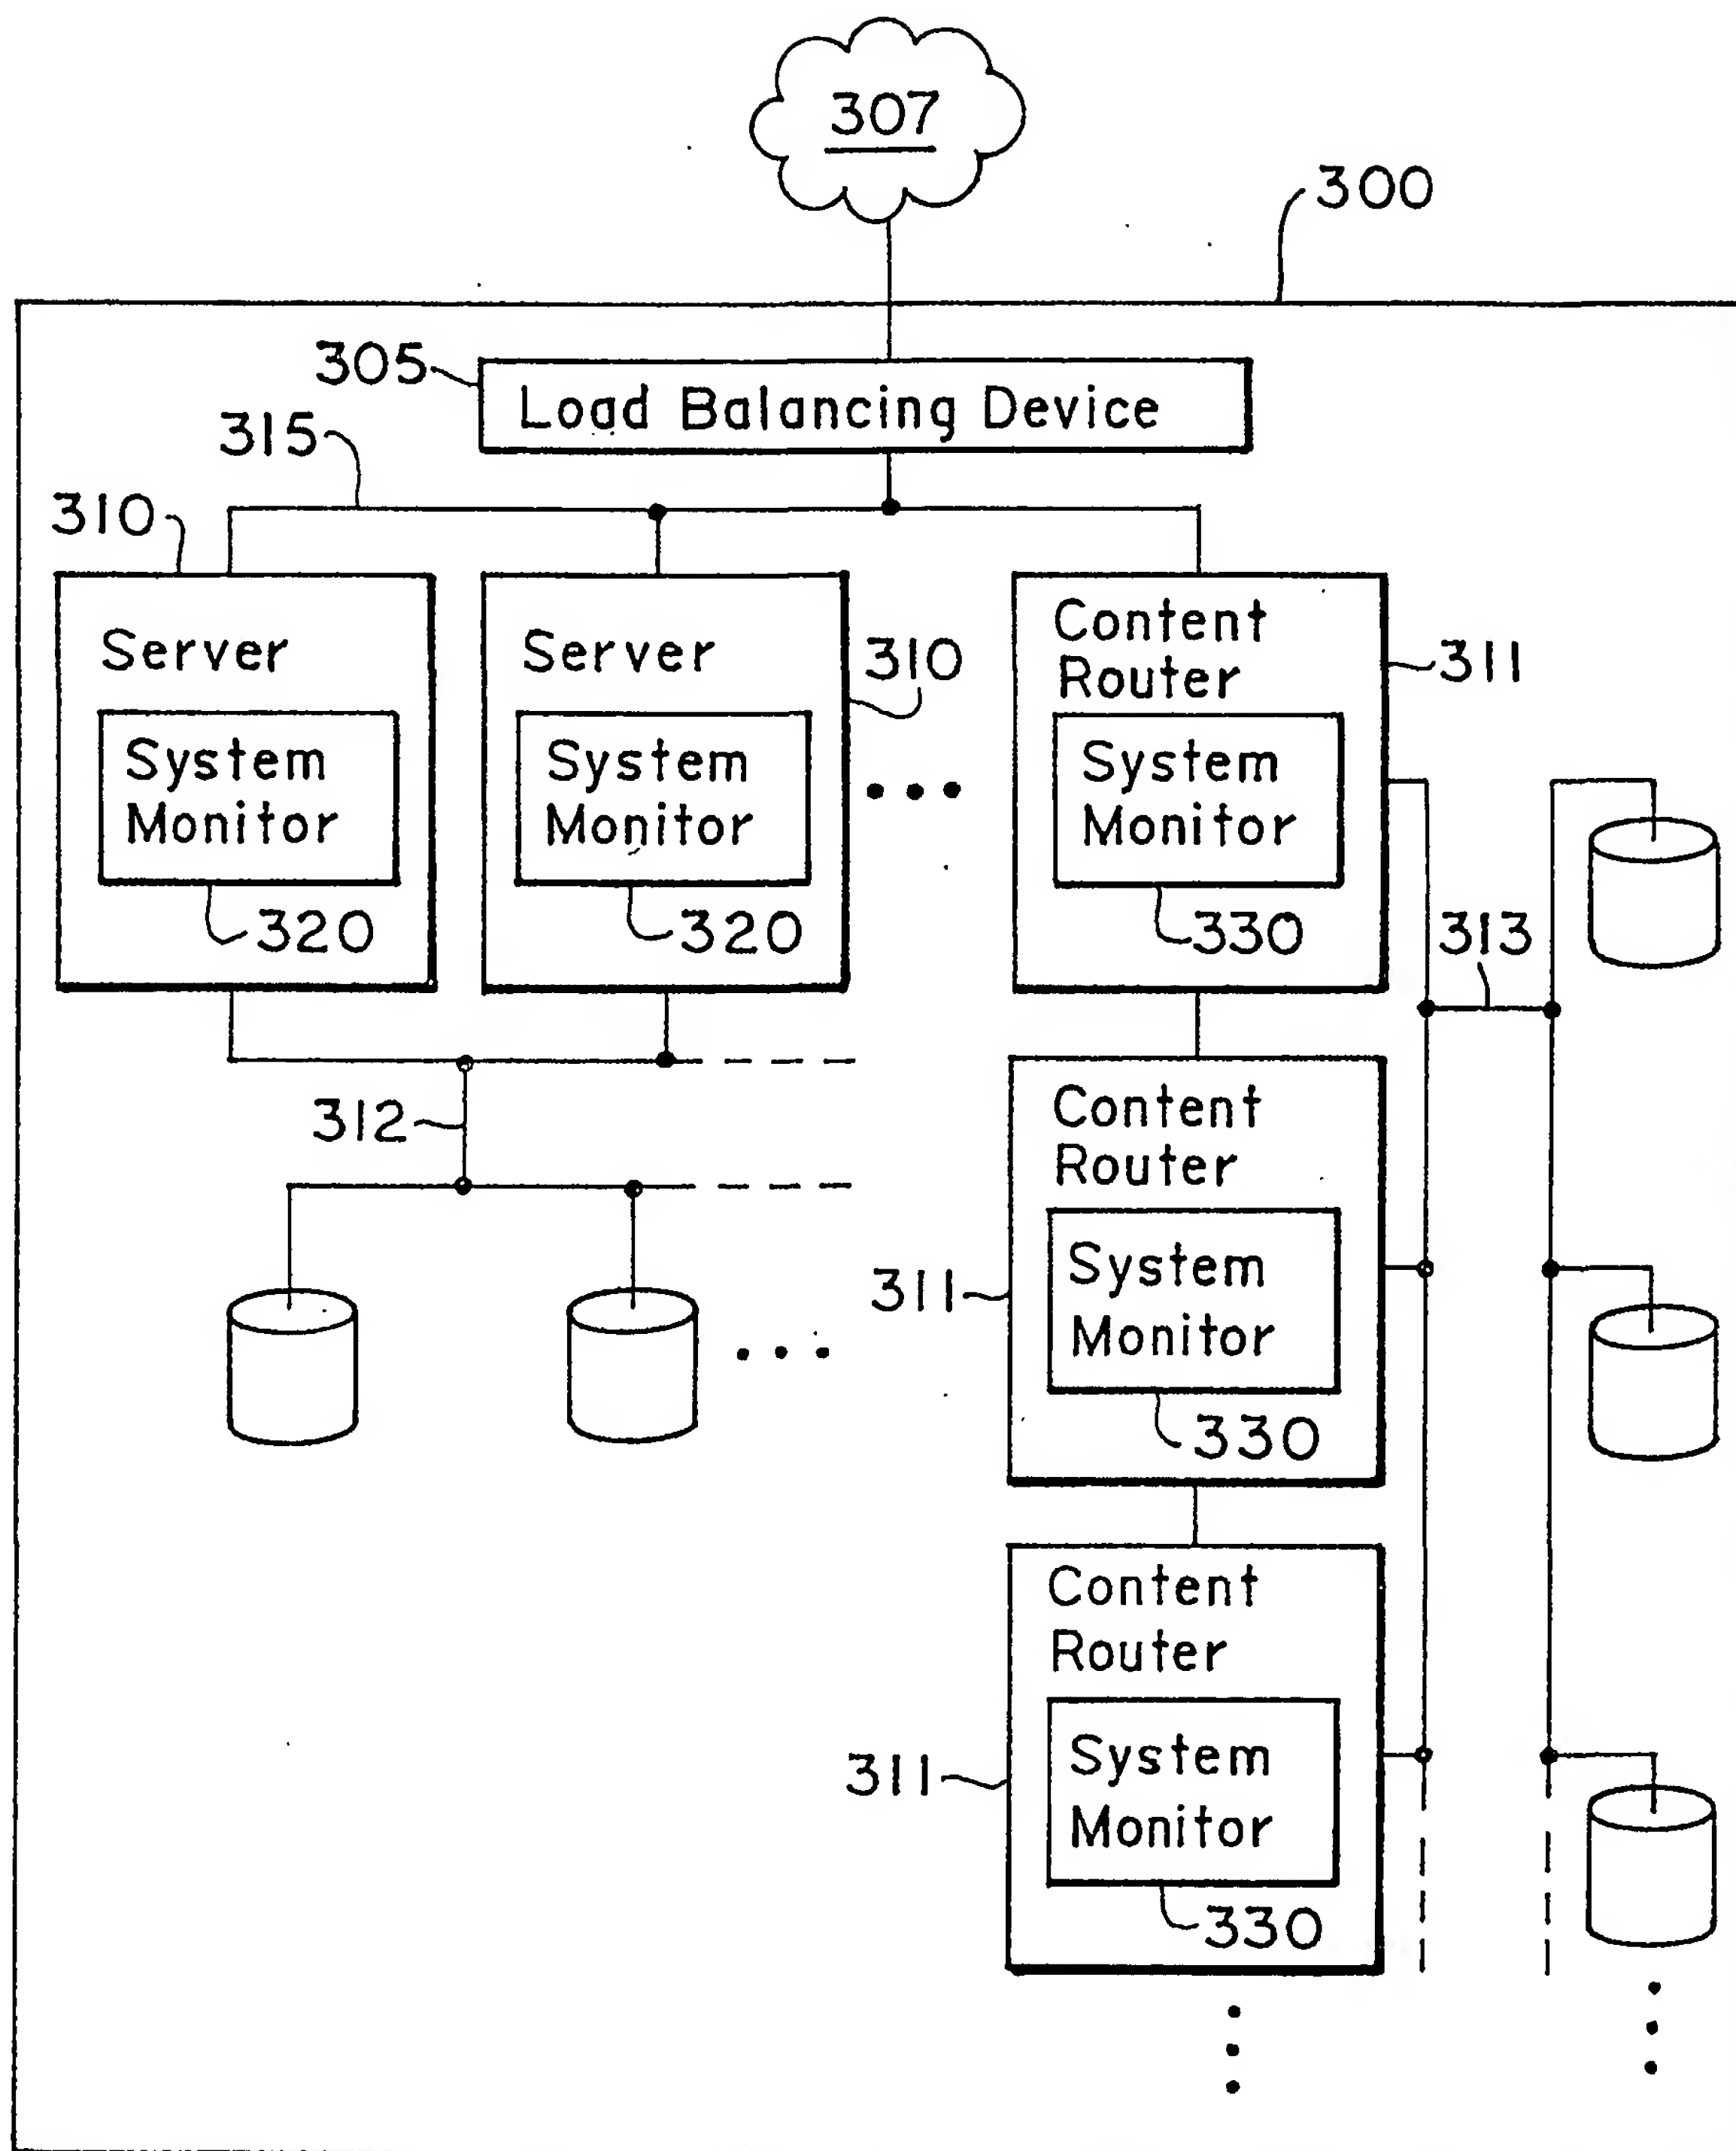 307
300
305
Load Balancing Device
315
310
Server
System
Monitor
320
Server
310
System
Monitor
320
Content
Router
311
System
Monitor
330
313
312
Content
Router
311
System
Monitor
330
Content
Router
311
System
Monitor
330